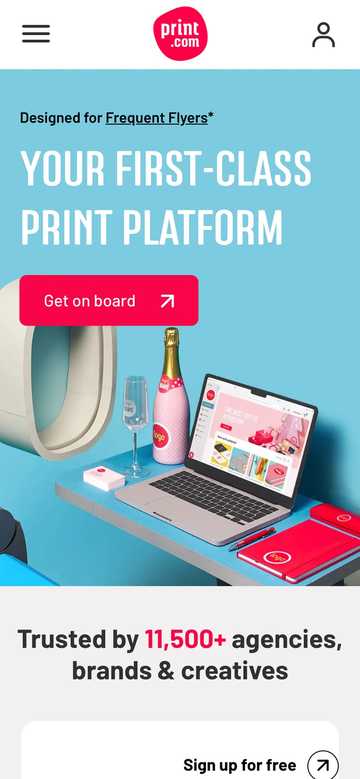 print
.com
Designed for Frequent Flyers*
YOUR FIRST-CLASS
PRINT PLATFORM
Get on board
logo
Trusted by 11,500+ agencies,
brands & creatives
Sign up for free